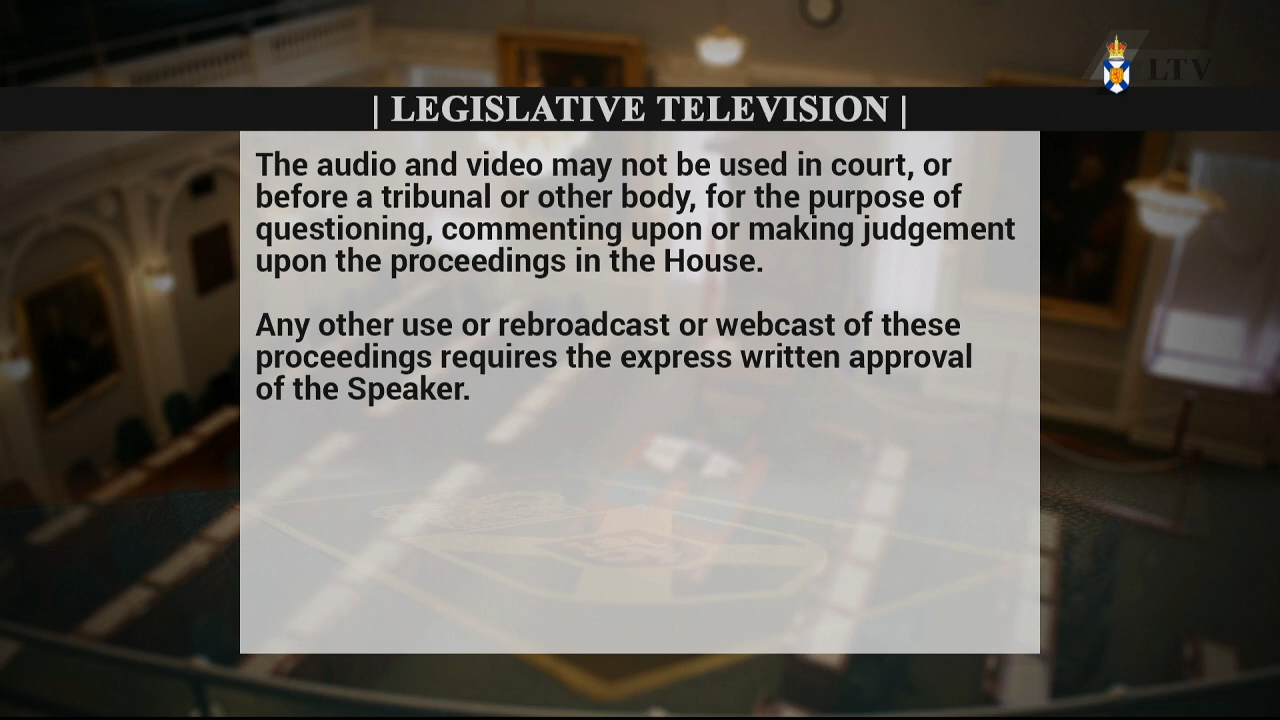 LTV
| LEGISLATIVE TELEVISION |
The audio and video may not be used in court, or
before a tribunal or other body, for the purpose of
questioning, commenting upon or making judgement
upon the proceedings in the House.
Any other use or rebroadcast or webcast of these
proceedings requires the express written approval
of the Speaker.